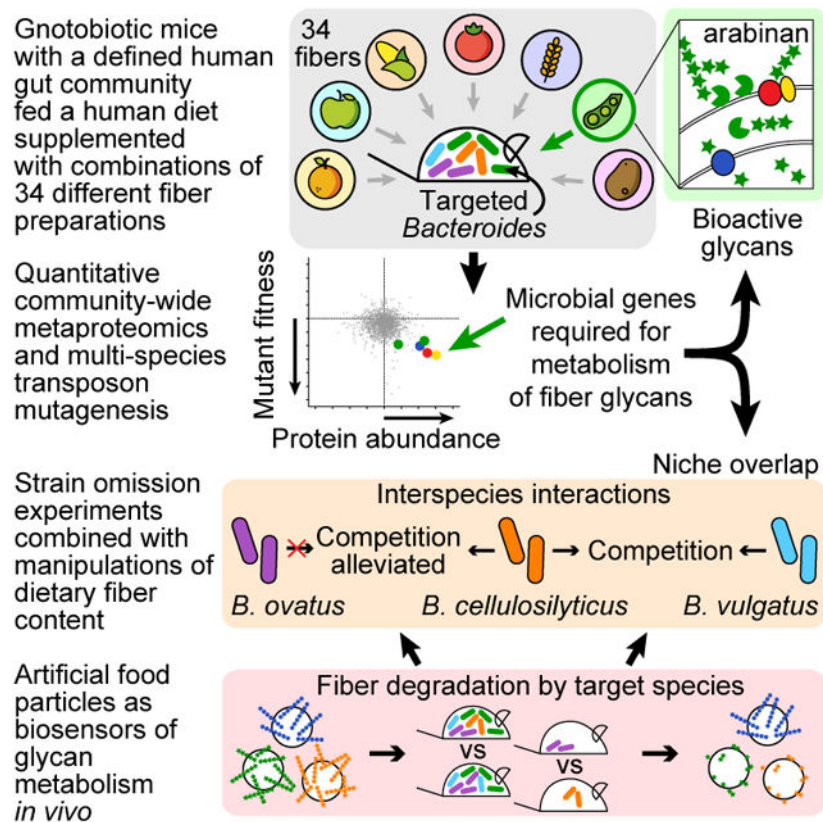 Gnotobiotic mice
with a defined human
gut community
fed a human diet
supplemented
with combinations of
34 different fiber
preparations
34
fibers
Targeted
Bacteroides
arabinan
Bioactive
glycans
Quantitative
community-wide
metaproteomics
and multi-species
transposon
mutagenesis
Mutant fitness
Protein abundance
Microbial genes
required for
metabolism
of fiber glycans
Niche overlap
Strain omission
experiments
combined with
manipulations of
dietary fiber
content
Interspecies interactions
Competition
alleviated
Competition
B. ovatus
B. cellulosilyticus
B. vulgatus
Artificial food
particles as
biosensors of
glycan
metabolism
in vivo
Fiber degradation by target species
vs
vs